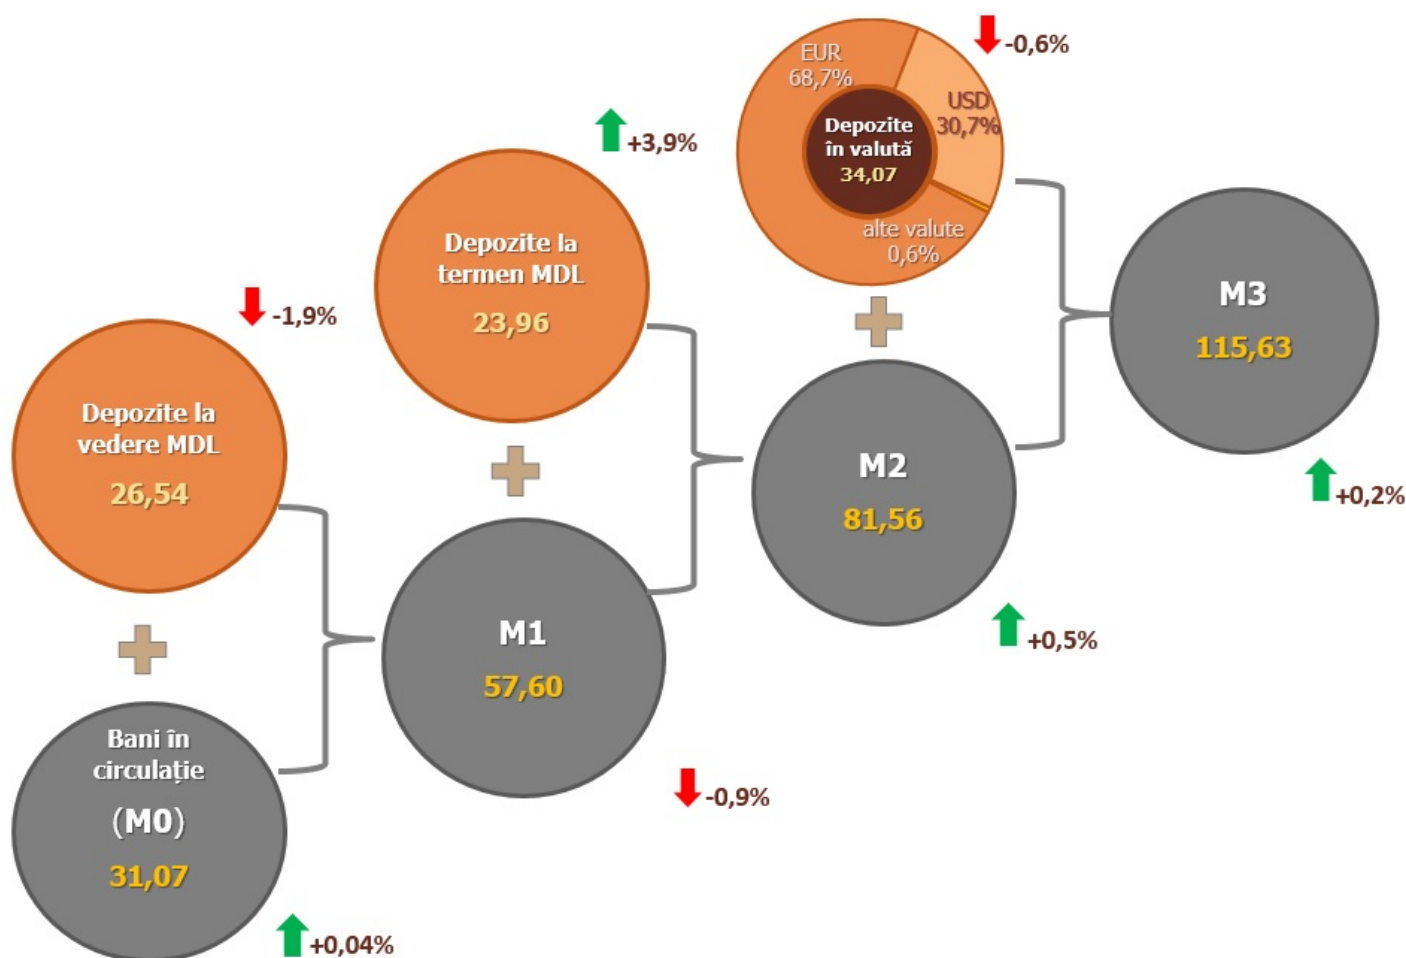 EUR
68,7%
USD
30,7%
Depozite
în valută
34,07
alte valute
0,6%
-0,6%
+3,9%
Depozite la
termen MDL
23,96
M3
115,63
+0,2%
-1,9%
Depozite la
vedere MDL
26,54
M2
81,56
+0,5%
M1
57,60
-0,9%
Bani în
circulație
(M0)
31,07
+0,04%